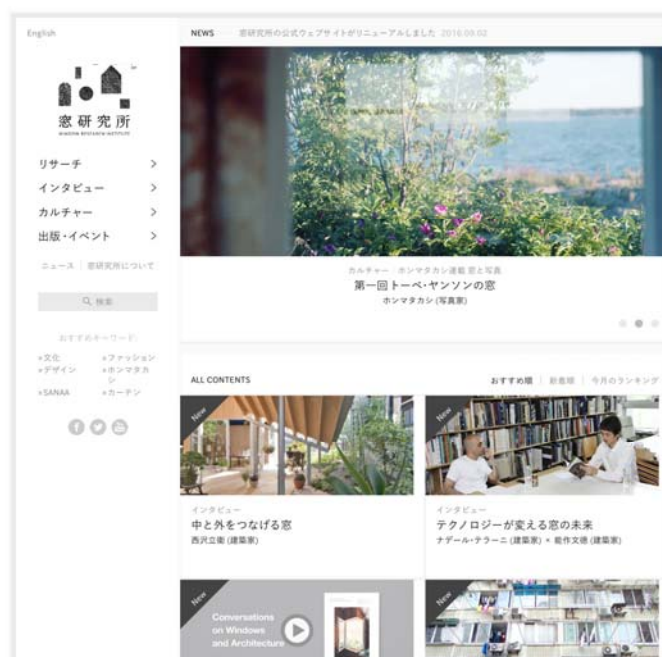 English
窓研究所
WINDOW RESEARCH INSTITUTE
リサーチ
インタビュー
カルチャー
出版・イベント
ニュース | 窓研究所について
検索
おすすめキーワード:
»文化
»ファッション
»デザイン
»ホンマタカシ
»SANAA
»カーテン
NEWS 窓研究所の公式ウェブサイトがリニューアルしました 2016.09.02
カルチャー ホンマタカシ連載 窓と写真
第一回トーベ・ヤンソンの窓
ホンマタカシ (写真家)
ALL CONTENTS おすすめ順 | 新着順 | 今月のランキング
New
New
インタビュー
中と外をつなげる窓
西沢立衛 (建築家)
インタビュー
テクノロジーが変える窓の未来
ナデール・テラーニ (建築家) × 能作文徳 (建築家)
New
Conversations
on Windows
and Architecture
New